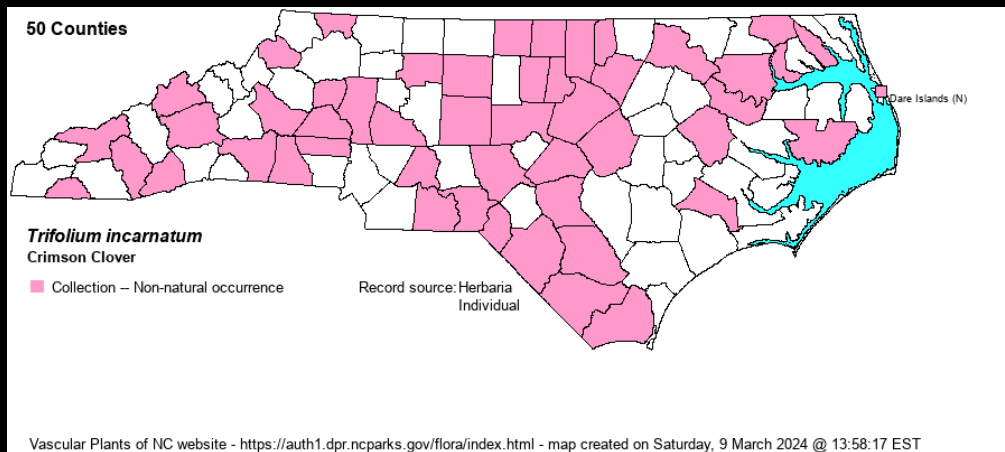 50 Counties
Dare Islands (N)
Trifolium incarnatum
Crimson Clover
Collection -- Non-natural occurrence
Record source: Herbaria
Individual
Vascular Plants of NC website - https://auth1.dpr.ncparks.gov/flora/index.html - map created on Saturday, 9 March 2024 @ 13:58:17 EST